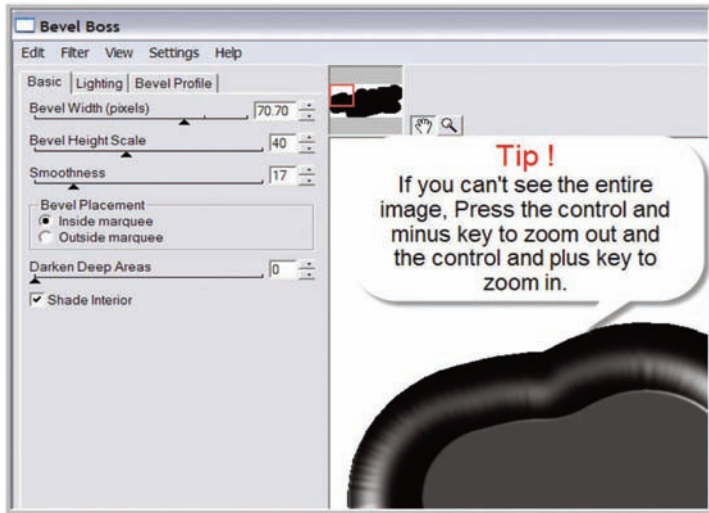 Bevel Boss
Edit Filter View Settings Help
Basic Lighting Bevel Profile
Bevel Width (pixels) 70.70
Bevel Height Scale 40
Smoothness 17
Bevel Placement
Inside marquee
Outside marquee
Darken Deep Areas 0
Shade Interior
Tip !
If you can't see the entire
image, Press the control and
minus key to zoom out and
the control and plus key to
zoom in.